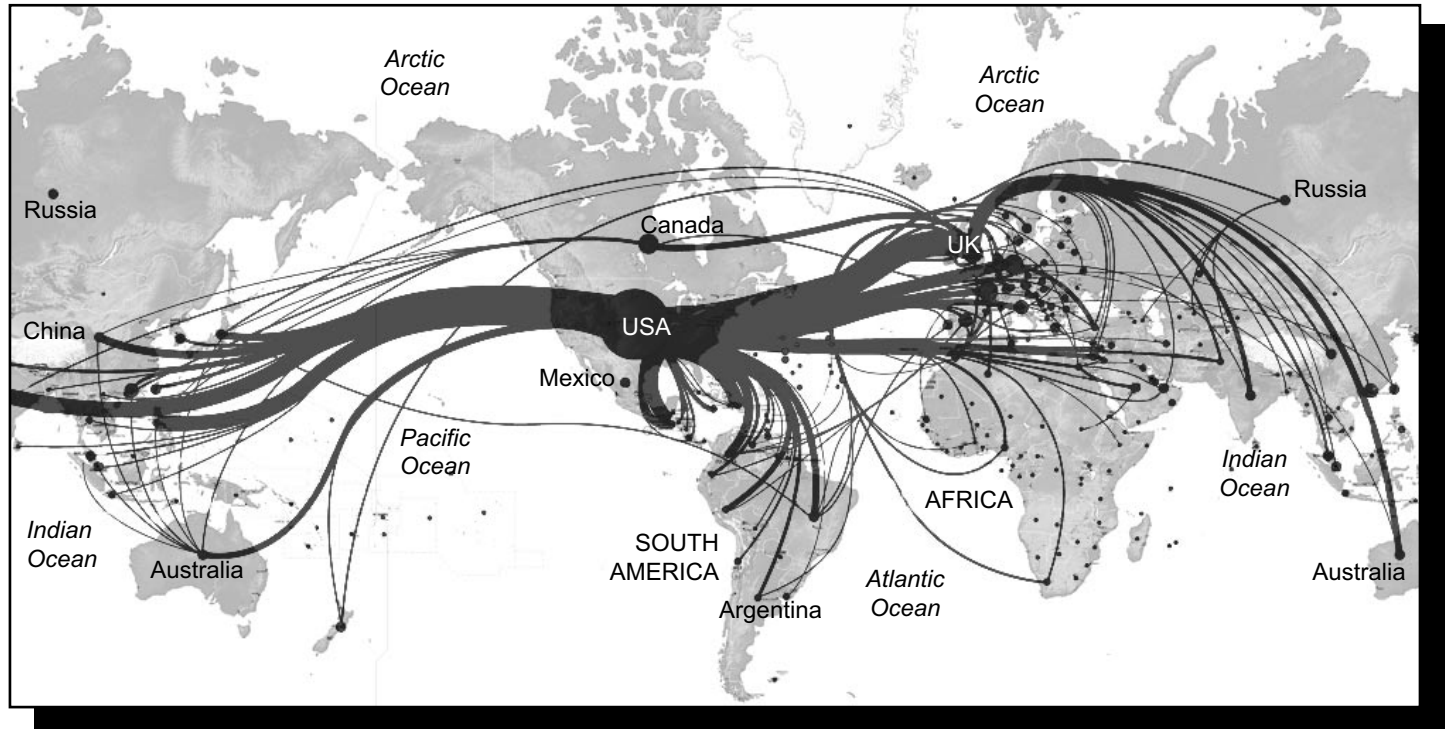 Arctic
Ocean
Arctic
Ocean
Russia
Russia
Canada
UK
China
USA
Mexico
Pacific
Ocean
Indian
Ocean
AFRICA
Indian
Ocean
SOUTH
AMERICA
Australia
Atlantic
Ocean
Australia
Argentina